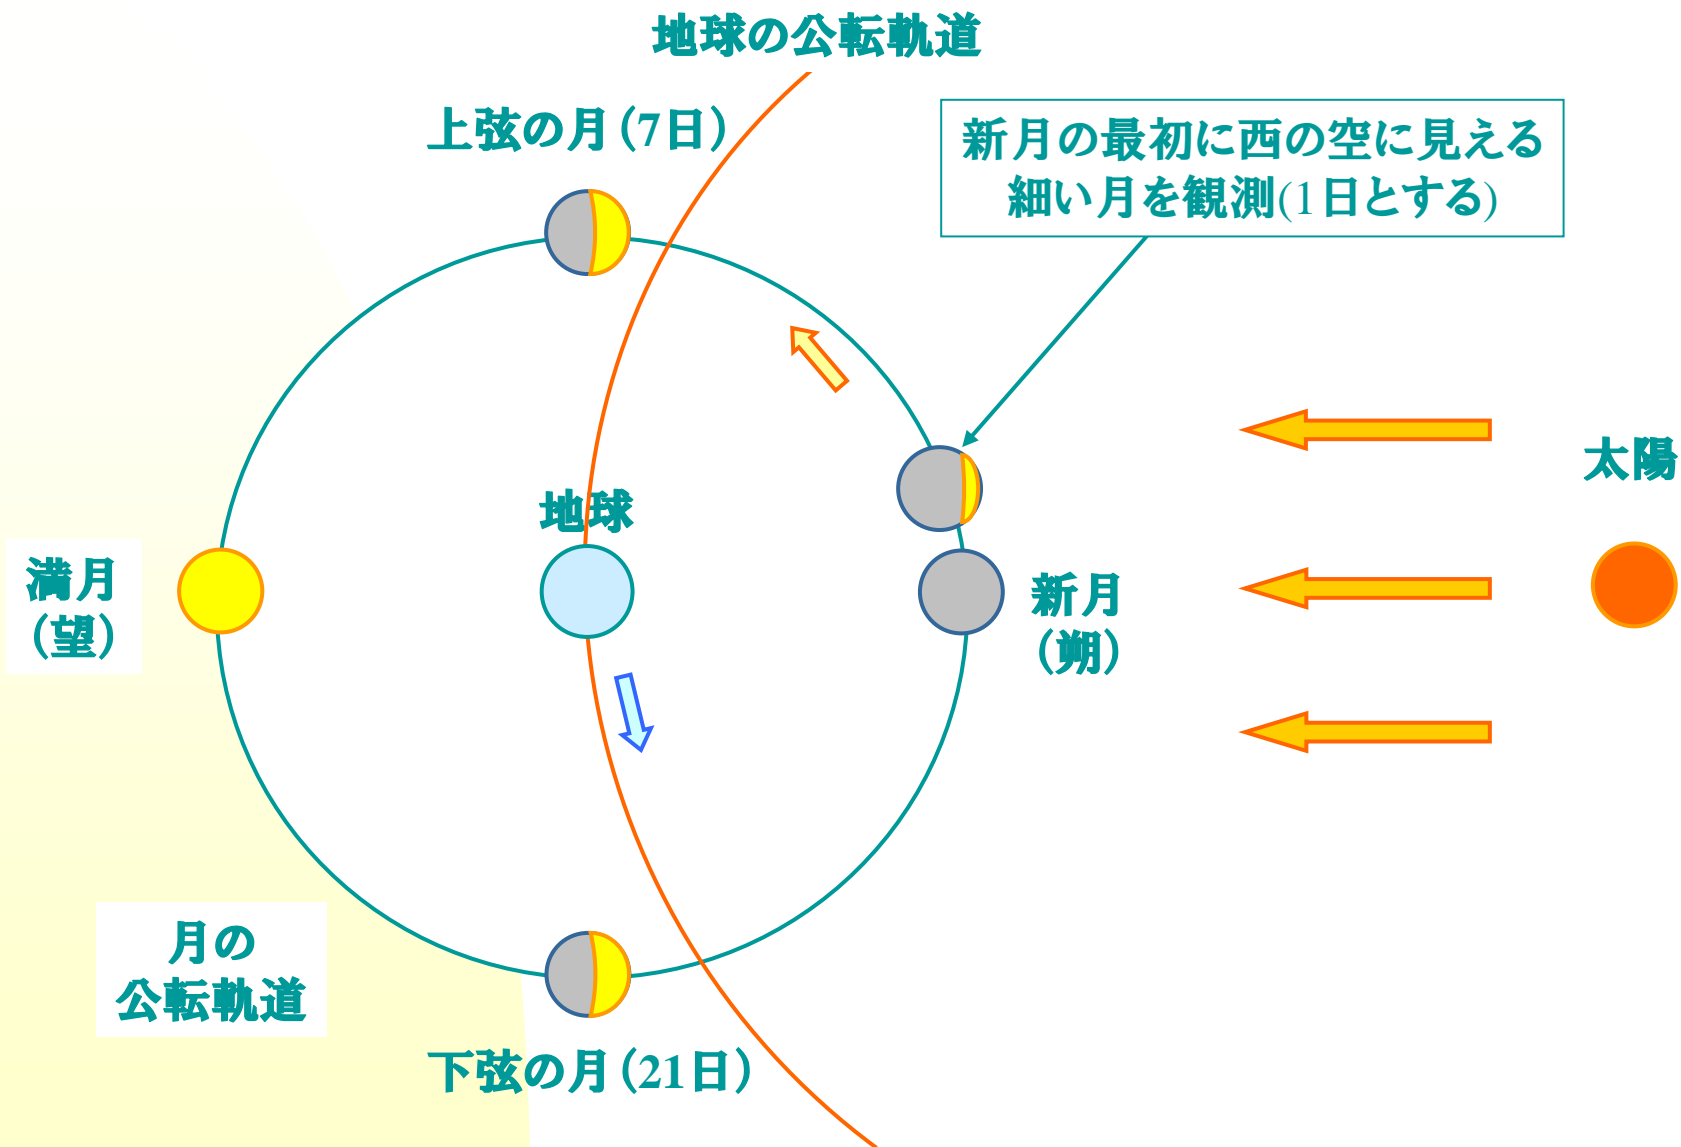 地球の公転軌道
上弦の月(7日)
新月の最初に西の空に見える
細い月を観測(1日とする)
太陽
地球
満月
(望)
新月
(朔)
月の
公転軌道
下弦の月(21日)